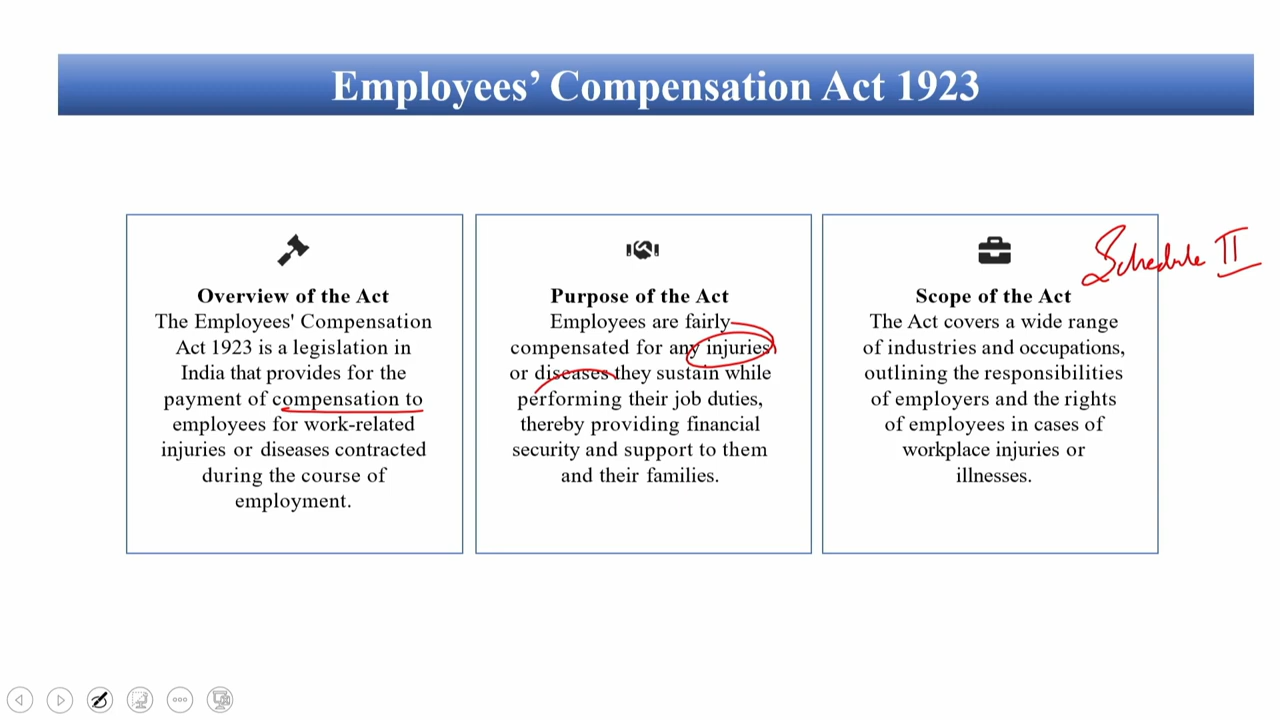 Employees’ Compensation Act 1923
Overview of the Act
The Employees' Compensation
Act 1923 is a legislation in
India that provides for the
payment of compensation to
employees for work-related
injuries or diseases contracted
during the course of
employment.
Purpose of the Act
Employees are fairly
compensated for any injuries
or diseases they sustain while
performing their job duties,
thereby providing financial
security and support to them
and their families.
Schedule II
Scope of the Act
The Act covers a wide range
of industries and occupations,
outlining the responsibilities
of employers and the rights
of employees in cases of
workplace injuries or
illnesses.